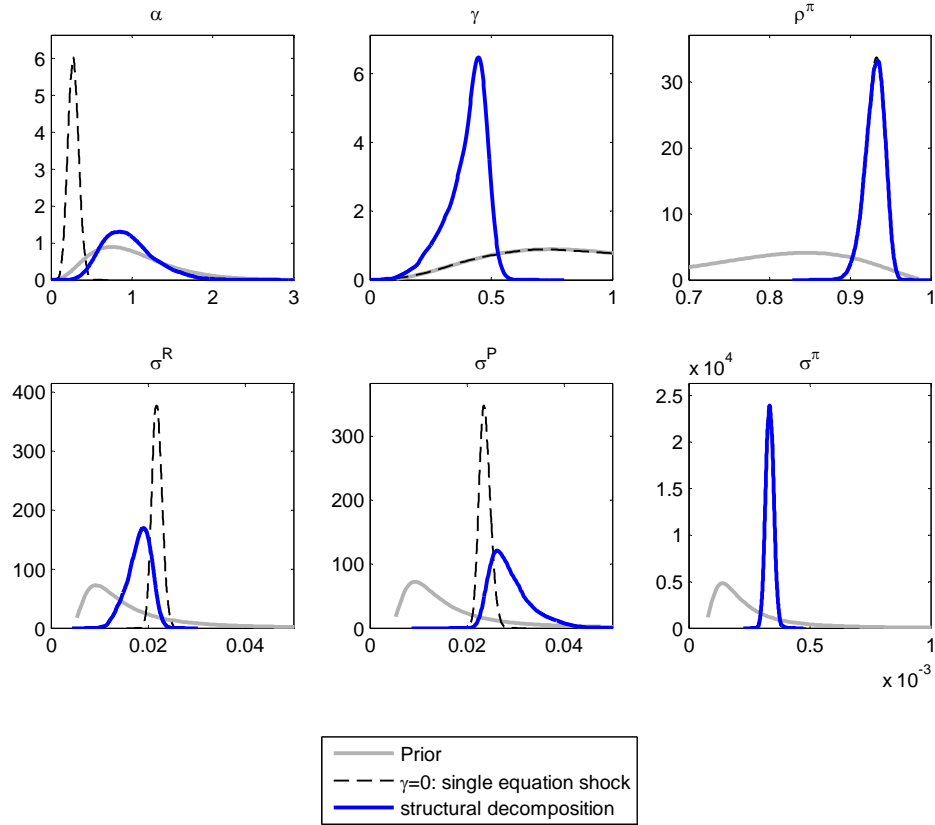 α γ ρ^π
6 6 30
5
4 4 20
3
2 2 10
1
0 0 0
0 1 2 3 0 0.5 1 0.7 0.8 0.9 1
σ^R σ^P x 10^4 σ^π
400 2.5
300 300 2
200 200 1.5
1
100 100 0.5
0 0 0
0 0.02 0.04 0 0.02 0.04 0 0.5 1
x 10^-3
Prior
γ=0: single equation shock
structural decomposition